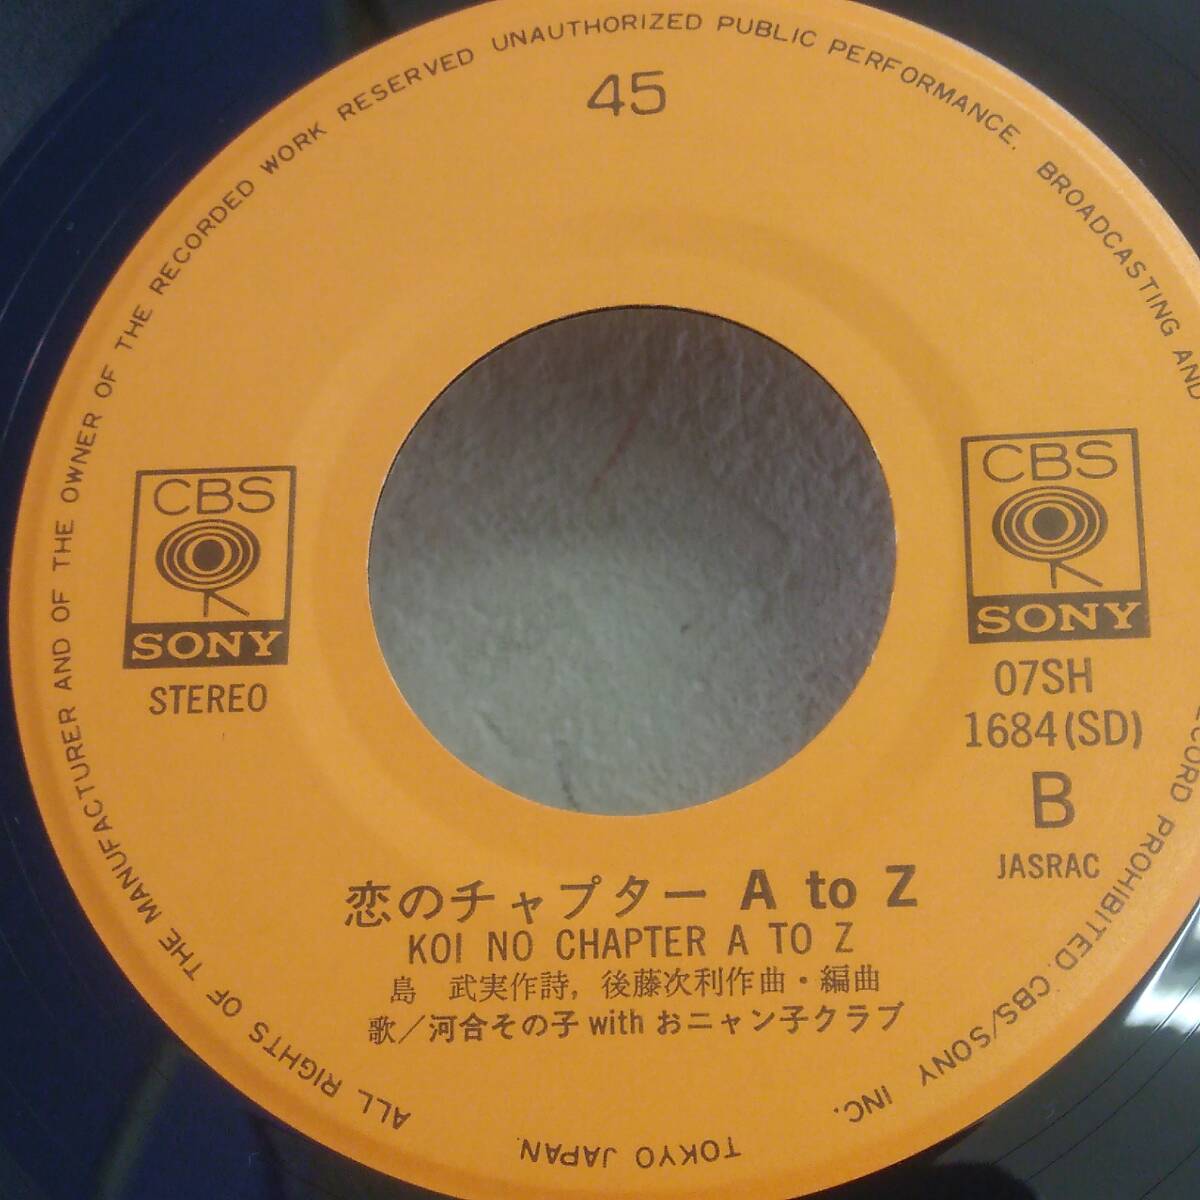 ALL RIGHTS OF THE MANUFACTURER AND OF THE OWNER OF THE RECORDED WORK RESERVED UNAUTHORIZED PUBLIC PERFORMANCE. BROADCASTING AND
RECORD PROHIBITED. CBS/SONY INC.
TOKYO JAPAN.
45
CBS
SONY
STEREO
CBS
SONY
07SH
1684(SD)
B
JASRAC
恋のチャプター A to Z
KOI NO CHAPTER A TO Z
島 武実作詩, 後藤次利作曲・編曲
歌／河合その子 with おニャン子クラブ